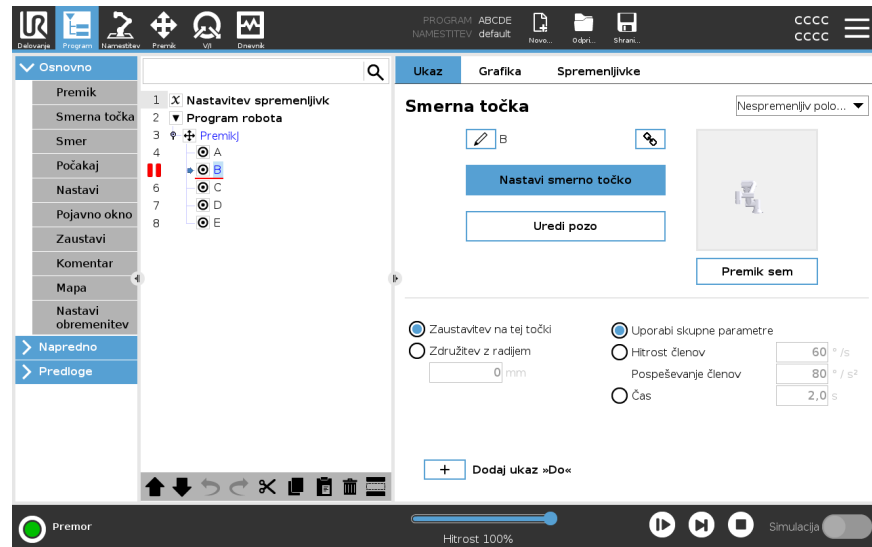 PROGRAM ABCDE
NAMESTITEV default
Delovanje Program Namestitev Premik V/I Dnevnik Novo... Odpri... Shrani...
cccc
cccc
Osnovno
Premik
Smerna točka
Smer
Počakaj
Nastavi
Pojavno okno
Zaustavi
Komentar
Mapa
Nastavi
obremenitev
Napredno
Predloge
1 X Nastavitev spremenljivk
2 Program robota
3 PremikJ
4 A
B
6 C
7 D
8 E
Ukaz Grafika Spremenljivke
Smerna točka
Nespremenljiv polo...
B
Nastavi smerno točko
Uredi pozo
Premik sem
Zaustavitev na tej točki
Združitev z radijem
0 mm
Uporabi skupne parametre
Hitrost členov 60 ° /s
Pospeševanje členov 80 ° / s²
Čas 2,0 s
+ Dodaj ukaz »Do«
Premor
Hitrost 100%
Simulacija